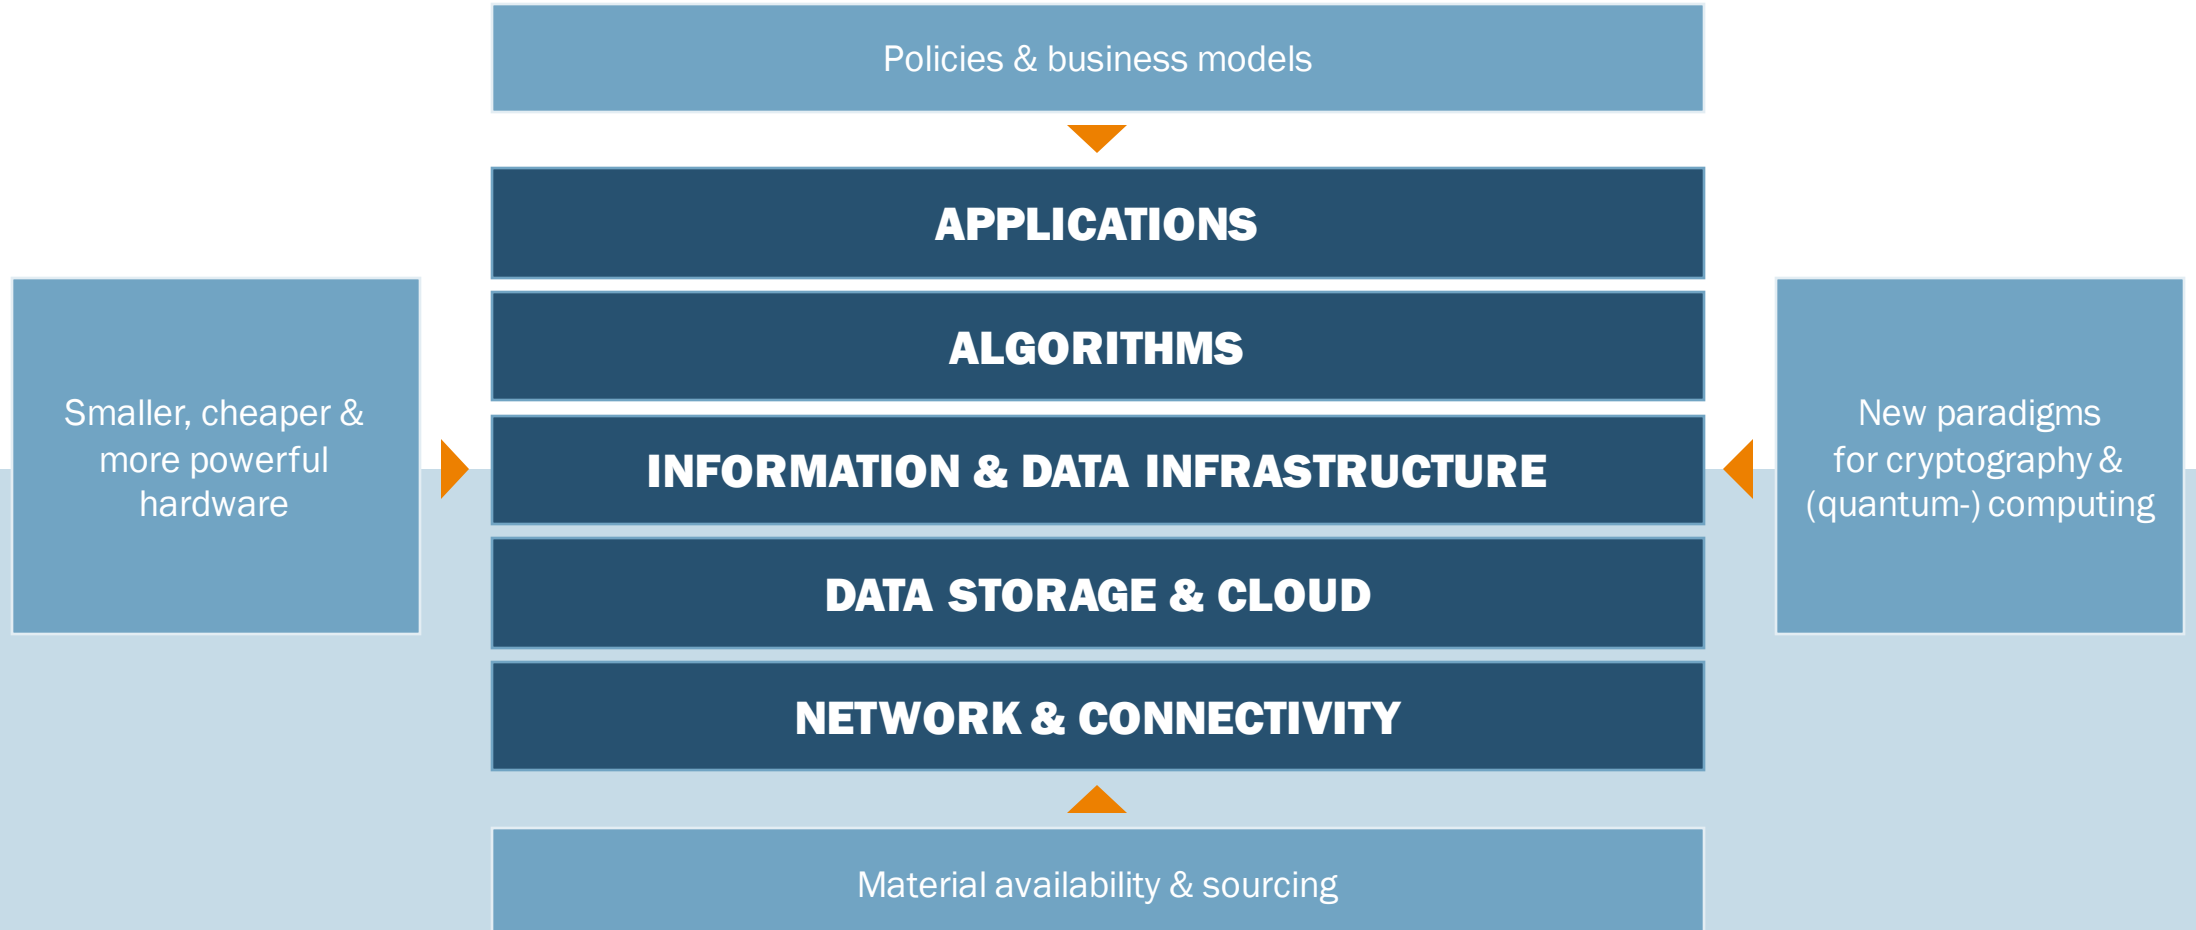 Policies & business models
APPLICATIONS
ALGORITHMS
Smaller, cheaper &
more powerful
hardware
INFORMATION & DATA INFRASTRUCTURE
New paradigms
for cryptography &
(quantum-) computing
DATA STORAGE & CLOUD
NETWORK & CONNECTIVITY
Material availability & sourcing